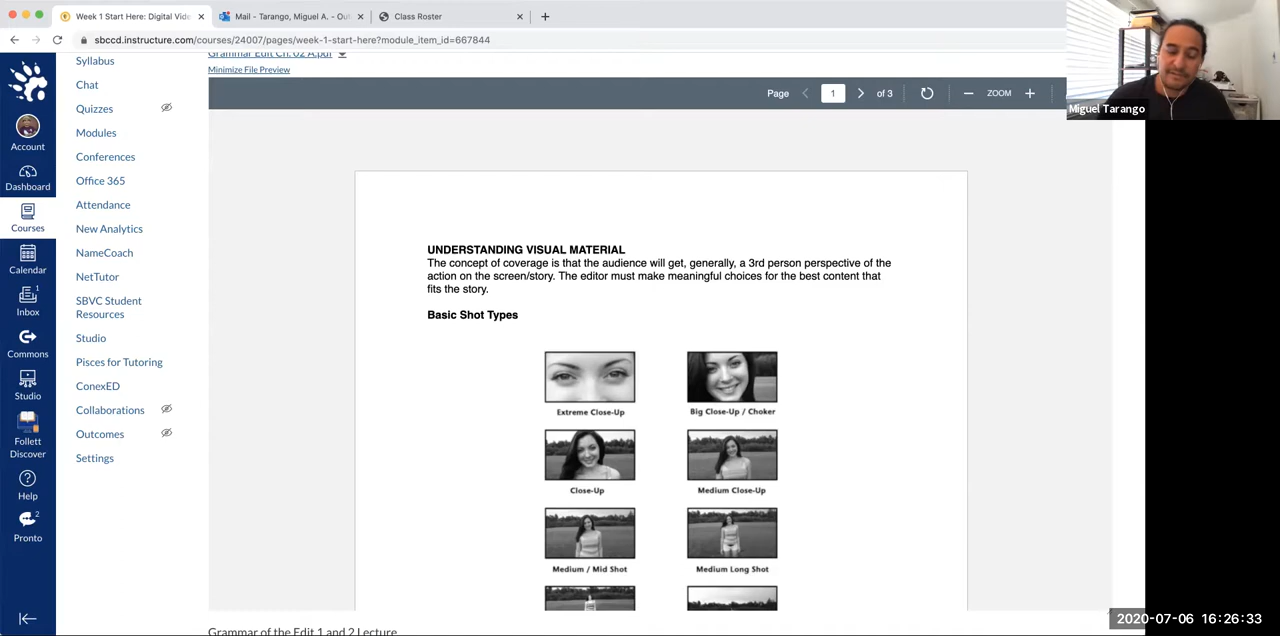 Week 1 Start Here: Digital Vide
Mail - Tarango, Miguel A. - Out
Class Roster
sbccd.instructure.com/courses/24007/pages/week-1-start-here?module_item_id=667844
Grammar Edit Ch. 02 A.pdf
Minimize File Preview
Page 1 of 3 ZOOM
Miguel Tarango
Account
Dashboard
Courses
Calendar
1
Inbox
Commons
Studio
Follett
Discover
Help
2
Pronto
Syllabus
Chat
Quizzes
Modules
Conferences
Office 365
Attendance
New Analytics
NameCoach
NetTutor
SBVC Student
Resources
Studio
Pisces for Tutoring
ConexED
Collaborations
Outcomes
Settings
UNDERSTANDING VISUAL MATERIAL
The concept of coverage is that the audience will get, generally, a 3rd person perspective of the
action on the screen/story. The editor must make meaningful choices for the best content that
fits the story.
Basic Shot Types
Extreme Close-Up
Big Close-Up / Choker
Close-Up
Medium Close-Up
Medium / Mid Shot
Medium Long Shot
Grammar of the Edit 1 and 2 Lecture
2020-07-06 16:26:33